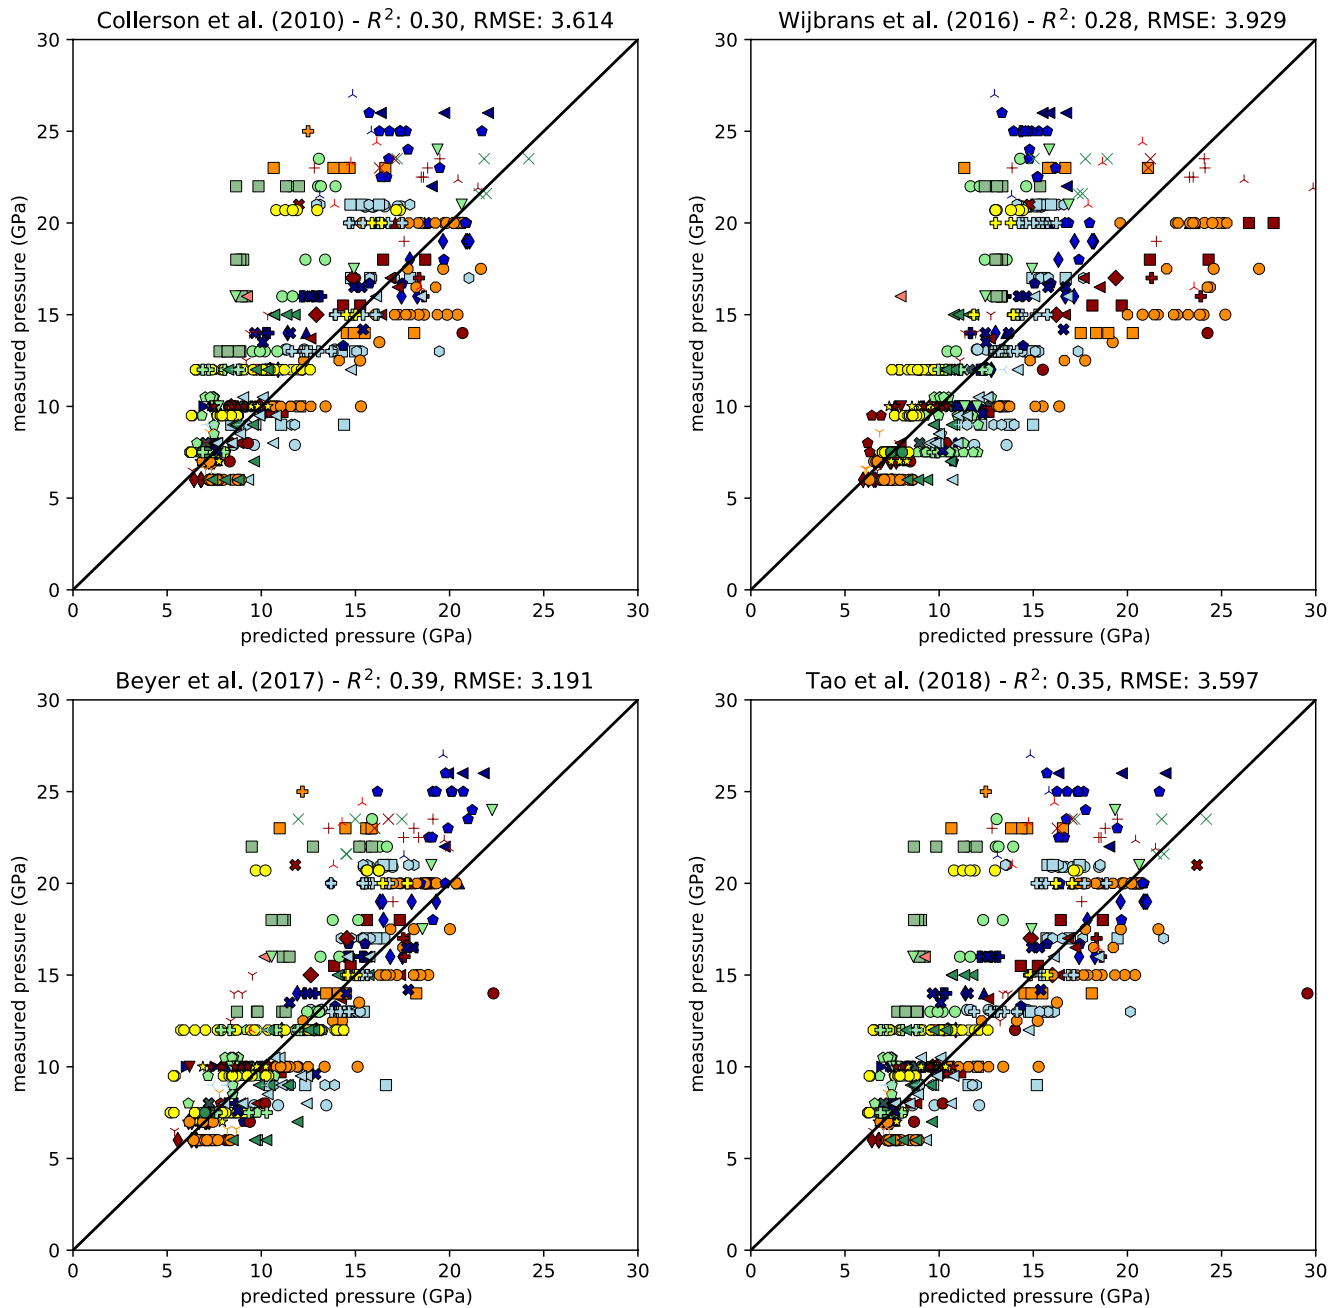 Collerson et al. (2010) - R²: 0.30, RMSE: 3.614
30
25
20
15
10
5
0
measured pressure (GPa)
0 5 10 15 20 25 30
predicted pressure (GPa)
Wijbrans et al. (2016) - R²: 0.28, RMSE: 3.929
30
25
20
15
10
5
0
measured pressure (GPa)
0 5 10 15 20 25 30
predicted pressure (GPa)
Beyer et al. (2017) - R²: 0.39, RMSE: 3.191
30
25
20
15
10
5
0
measured pressure (GPa)
0 5 10 15 20 25 30
predicted pressure (GPa)
Tao et al. (2018) - R²: 0.35, RMSE: 3.597
30
25
20
15
10
5
0
measured pressure (GPa)
0 5 10 15 20 25 30
predicted pressure (GPa)